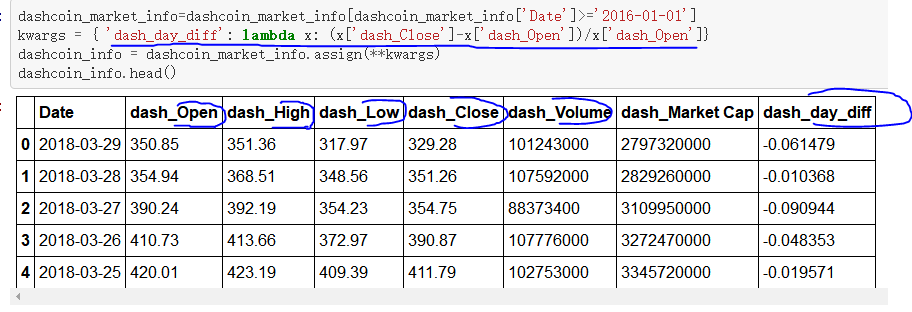 dashcoin_market_info=dashcoin_market_info[dashcoin_market_info['Date']>='2016-01-01']
kwargs = { 'dash_day_diff': lambda x: (x['dash_Close']-x['dash_Open'])/x['dash_Open']}
dashcoin_info = dashcoin_market_info.assign(**kwargs)
dashcoin_info.head()
Date dash_Open dash_High dash_Low dash_Close dash_Volume dash_Market Cap dash_day_diff
0 2018-03-29 350.85 351.36 317.97 329.28 101243000 2797320000 -0.061479
1 2018-03-28 354.94 368.51 348.56 351.26 107592000 2829260000 -0.010368
2 2018-03-27 390.24 392.19 354.23 354.75 88373400 3109950000 -0.090944
3 2018-03-26 410.73 413.66 372.97 390.87 107776000 3272470000 -0.048353
4 2018-03-25 420.01 423.19 409.39 411.79 102753000 3345720000 -0.019571